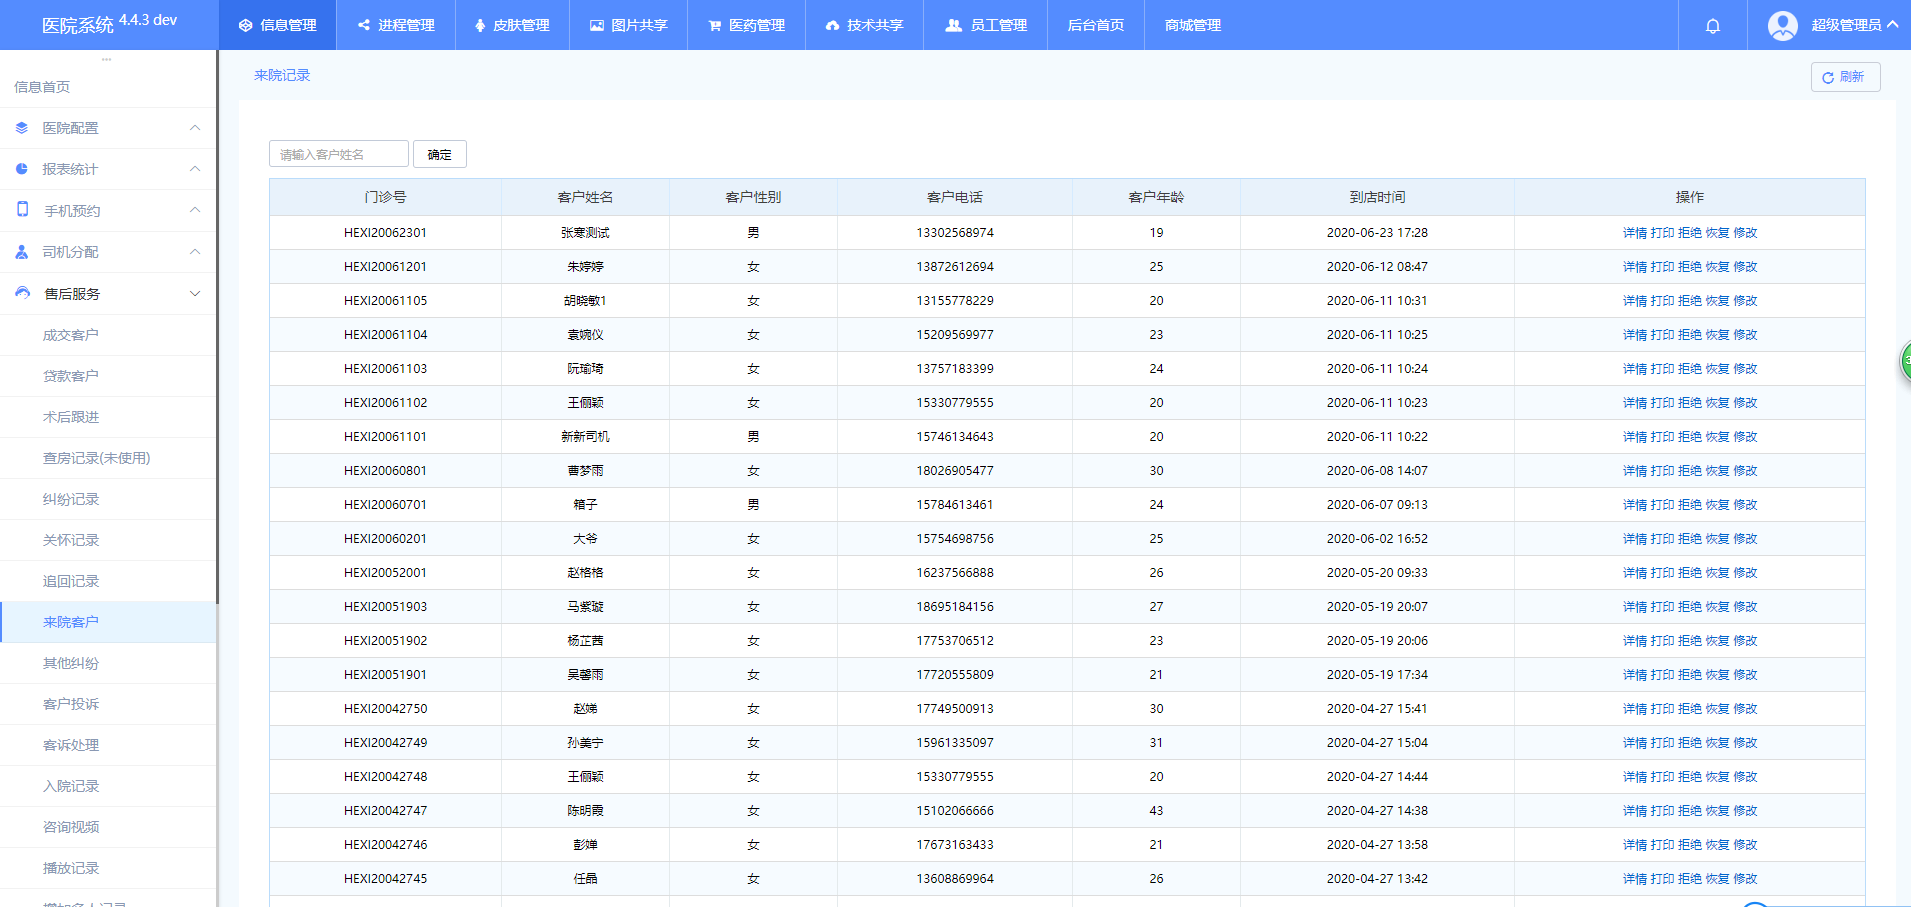 医院系统 4.4.3 dev
信息管理
进程管理
皮肤管理
图片共享
医药管理
技术共享
员工管理
后台首页
商城管理
超级管理员
信息首页
医院配置
报表统计
手机预约
司机分配
售后服务
成交客户
贷款客户
术后跟进
查房记录(未使用)
纠纷记录
关怀记录
追回记录
来院客户
其他纠纷
客户投诉
客诉处理
入院记录
咨询视频
播放记录
来院记录
刷新
请输入客户姓名 确定
门诊号 客户姓名 客户性别 客户电话 客户年龄 到店时间 操作
HEXI20062301 张寒测试 男 13302568974 19 2020-06-23 17:28 详情 打印 拒绝 恢复 修改
HEXI20061201 朱婷婷 女 13872612694 25 2020-06-12 08:47 详情 打印 拒绝 恢复 修改
HEXI20061105 胡晓敏1 女 13155778229 20 2020-06-11 10:31 详情 打印 拒绝 恢复 修改
HEXI20061104 袁婉仪 女 15209569977 23 2020-06-11 10:25 详情 打印 拒绝 恢复 修改
HEXI20061103 阮瑜琦 女 13757183399 24 2020-06-11 10:24 详情 打印 拒绝 恢复 修改
HEXI20061102 王俪颖 女 15330779555 20 2020-06-11 10:23 详情 打印 拒绝 恢复 修改
HEXI20061101 新新司机 男 15746134643 20 2020-06-11 10:22 详情 打印 拒绝 恢复 修改
HEXI20060801 曹梦雨 女 18026905477 30 2020-06-08 14:07 详情 打印 拒绝 恢复 修改
HEXI20060701 箱子 男 15784613461 24 2020-06-07 09:13 详情 打印 拒绝 恢复 修改
HEXI20060201 大爷 女 15754698756 25 2020-06-02 16:52 详情 打印 拒绝 恢复 修改
HEXI20052001 赵格格 女 16237566888 26 2020-05-20 09:33 详情 打印 拒绝 恢复 修改
HEXI20051903 马紫璇 女 18695184156 27 2020-05-19 20:07 详情 打印 拒绝 恢复 修改
HEXI20051902 杨芷茜 女 17753706512 23 2020-05-19 20:06 详情 打印 拒绝 恢复 修改
HEXI20051901 吴馨雨 女 17720555809 21 2020-05-19 17:34 详情 打印 拒绝 恢复 修改
HEXI20042750 赵娣 女 17749500913 30 2020-04-27 15:41 详情 打印 拒绝 恢复 修改
HEXI20042749 孙美宁 女 15961335097 31 2020-04-27 15:04 详情 打印 拒绝 恢复 修改
HEXI20042748 王俪颖 女 15330779555 20 2020-04-27 14:44 详情 打印 拒绝 恢复 修改
HEXI20042747 陈明霞 女 15102066666 43 2020-04-27 14:38 详情 打印 拒绝 恢复 修改
HEXI20042746 彭婵 女 17673163433 21 2020-04-27 13:58 详情 打印 拒绝 恢复 修改
HEXI20042745 任晶 女 13608869964 26 2020-04-27 13:42 详情 打印 拒绝 恢复 修改